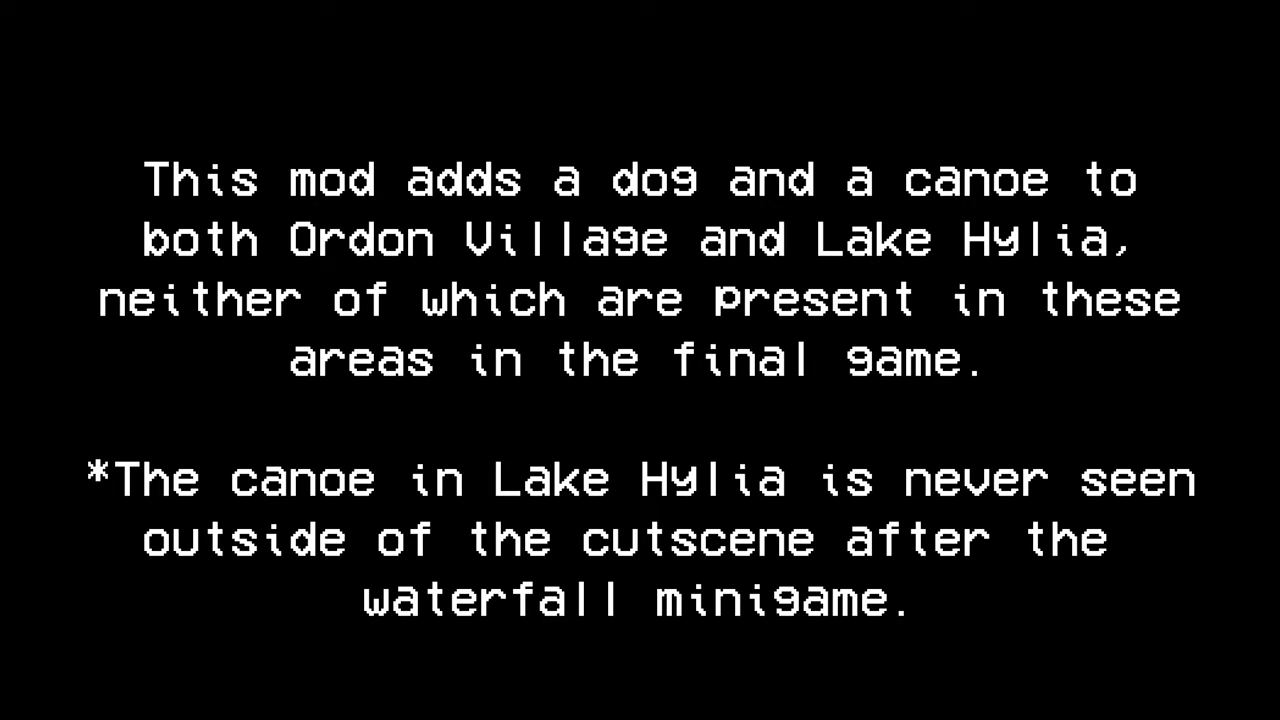 This mod adds a dog and a canoe to
both Ordon Village and Lake Hylia,
neither of which are present in these
areas in the final game.
*The canoe in Lake Hylia is never seen
outside of the cutscene after the
waterfall minigame.